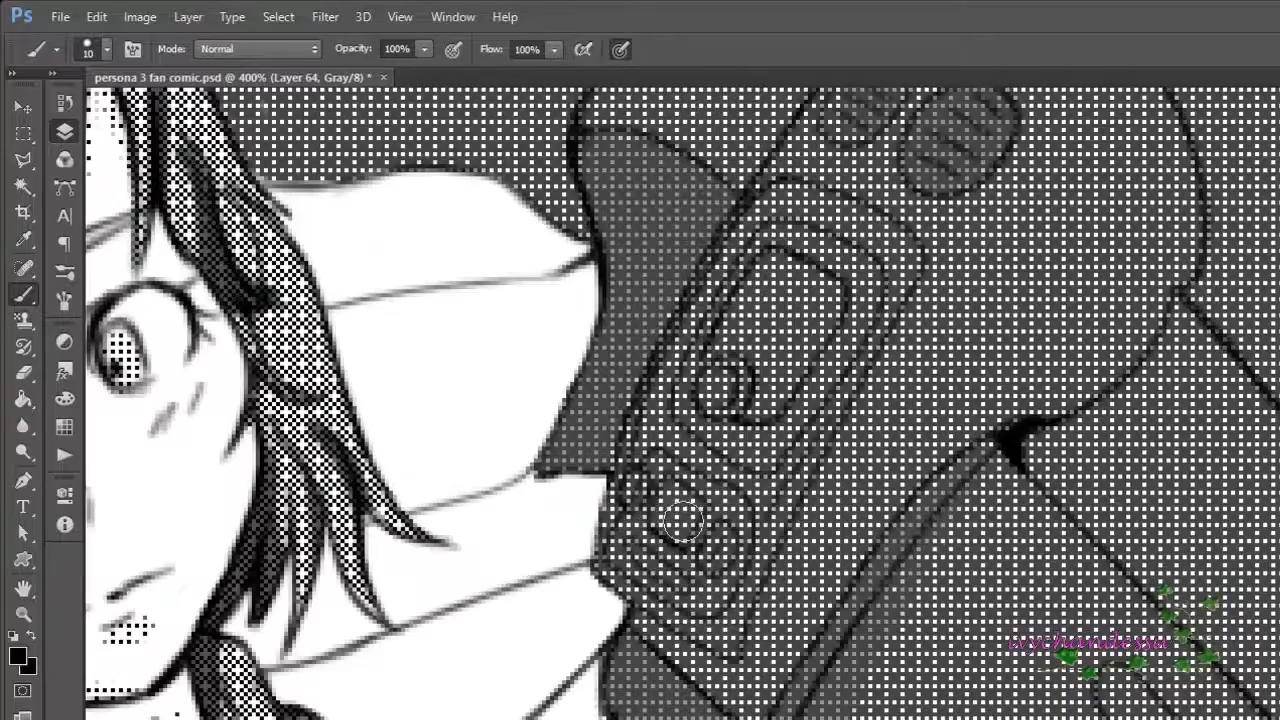 Ps File Edit Image Layer Type Select Filter 3D View Window Help
10 Mode: Normal Opacity: 100% Flow: 100%
persona 3 fan comic.psd @ 400% (Layer 64, Gray/8) * ×